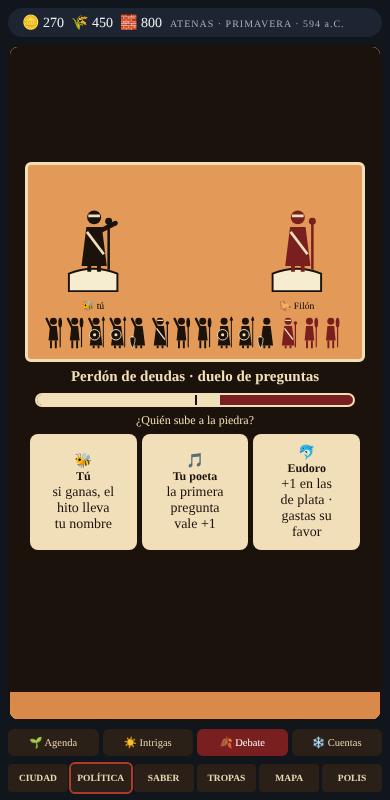 270 450 800 ATENAS · PRIMAVERA · 594 a.C.
tú
Filón
Perdón de deudas · duelo de preguntas
¿Quién sube a la piedra?
Tú
si ganas, el
hito lleva
tu nombre
Tu poeta
la primera
pregunta
vale +1
Eudoro
+1 en las
de plata ·
gastas su
favor
Agenda
Intrigas
Debate
Cuentas
CIUDAD
POLÍTICA
SABER
TROPAS
MAPA
POLIS